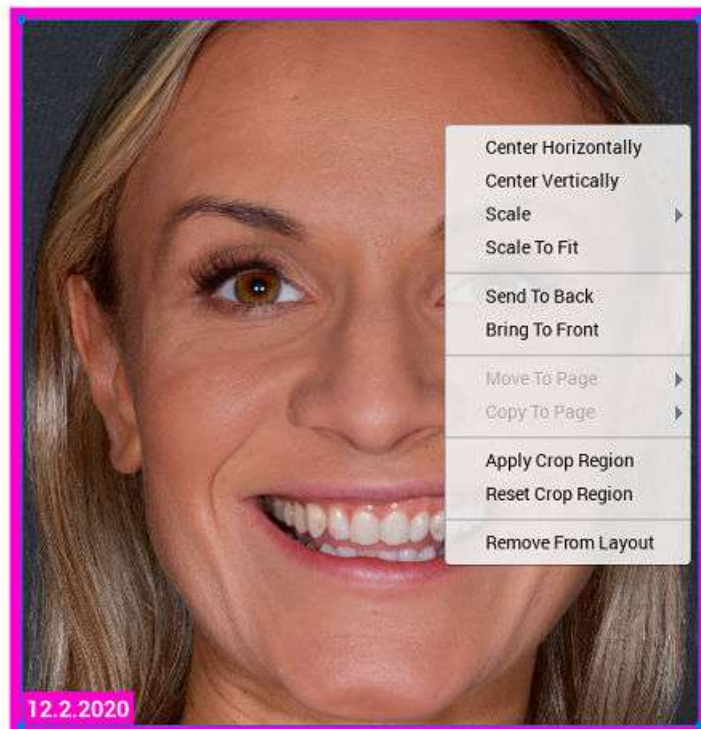 Center Horizontally
Center Vertically
Scale
Scale To Fit
Send To Back
Bring To Front
Move To Page
Copy To Page
Apply Crop Region
Reset Crop Region
Remove From Layout
12.2.2020